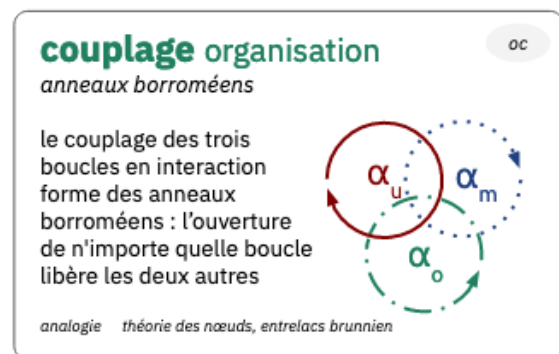 couplage organisation
oc
anneaux borroméens
le couplage des trois
boucles en interaction
forme des anneaux
borroméens : l’ouverture
de n'importe quelle boucle
libère les deux autres
αu
αm
αo
analogie théorie des nœuds, entrelacs brunnien